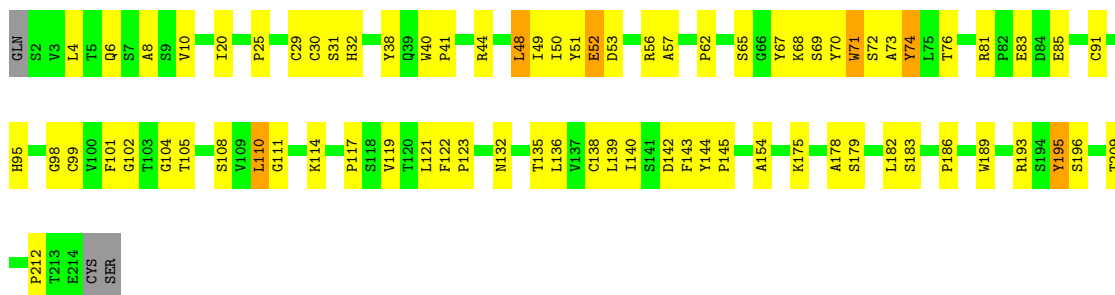 GLN S2 V3 L4 T5 Q6 S7 A8 S9 V10 I20 P25 C29 C30 S31 H32 Y38 Q39 W40 P41 R44 L48 I49 I50 Y51 E52 D53 R56 A57 P62 S65 G66 Y67 K68 S69 Y70 W71 S72 A73 Y74 L75 T76 R81 P82 E83 D84 E85 C91
H95 G98 C99 V100 F101 G102 T103 G104 T105 S108 V109 L110 G111 K114 P117 S118 V119 T120 L121 F122 P123 N132 T135 L136 V137 C138 L139 I140 S141 D142 F143 Y144 P145 A154 K175 A178 S179 L182 S183 P186 W189 R193 S194 Y195 S196 T209
P212 T213 E214 CYS SER